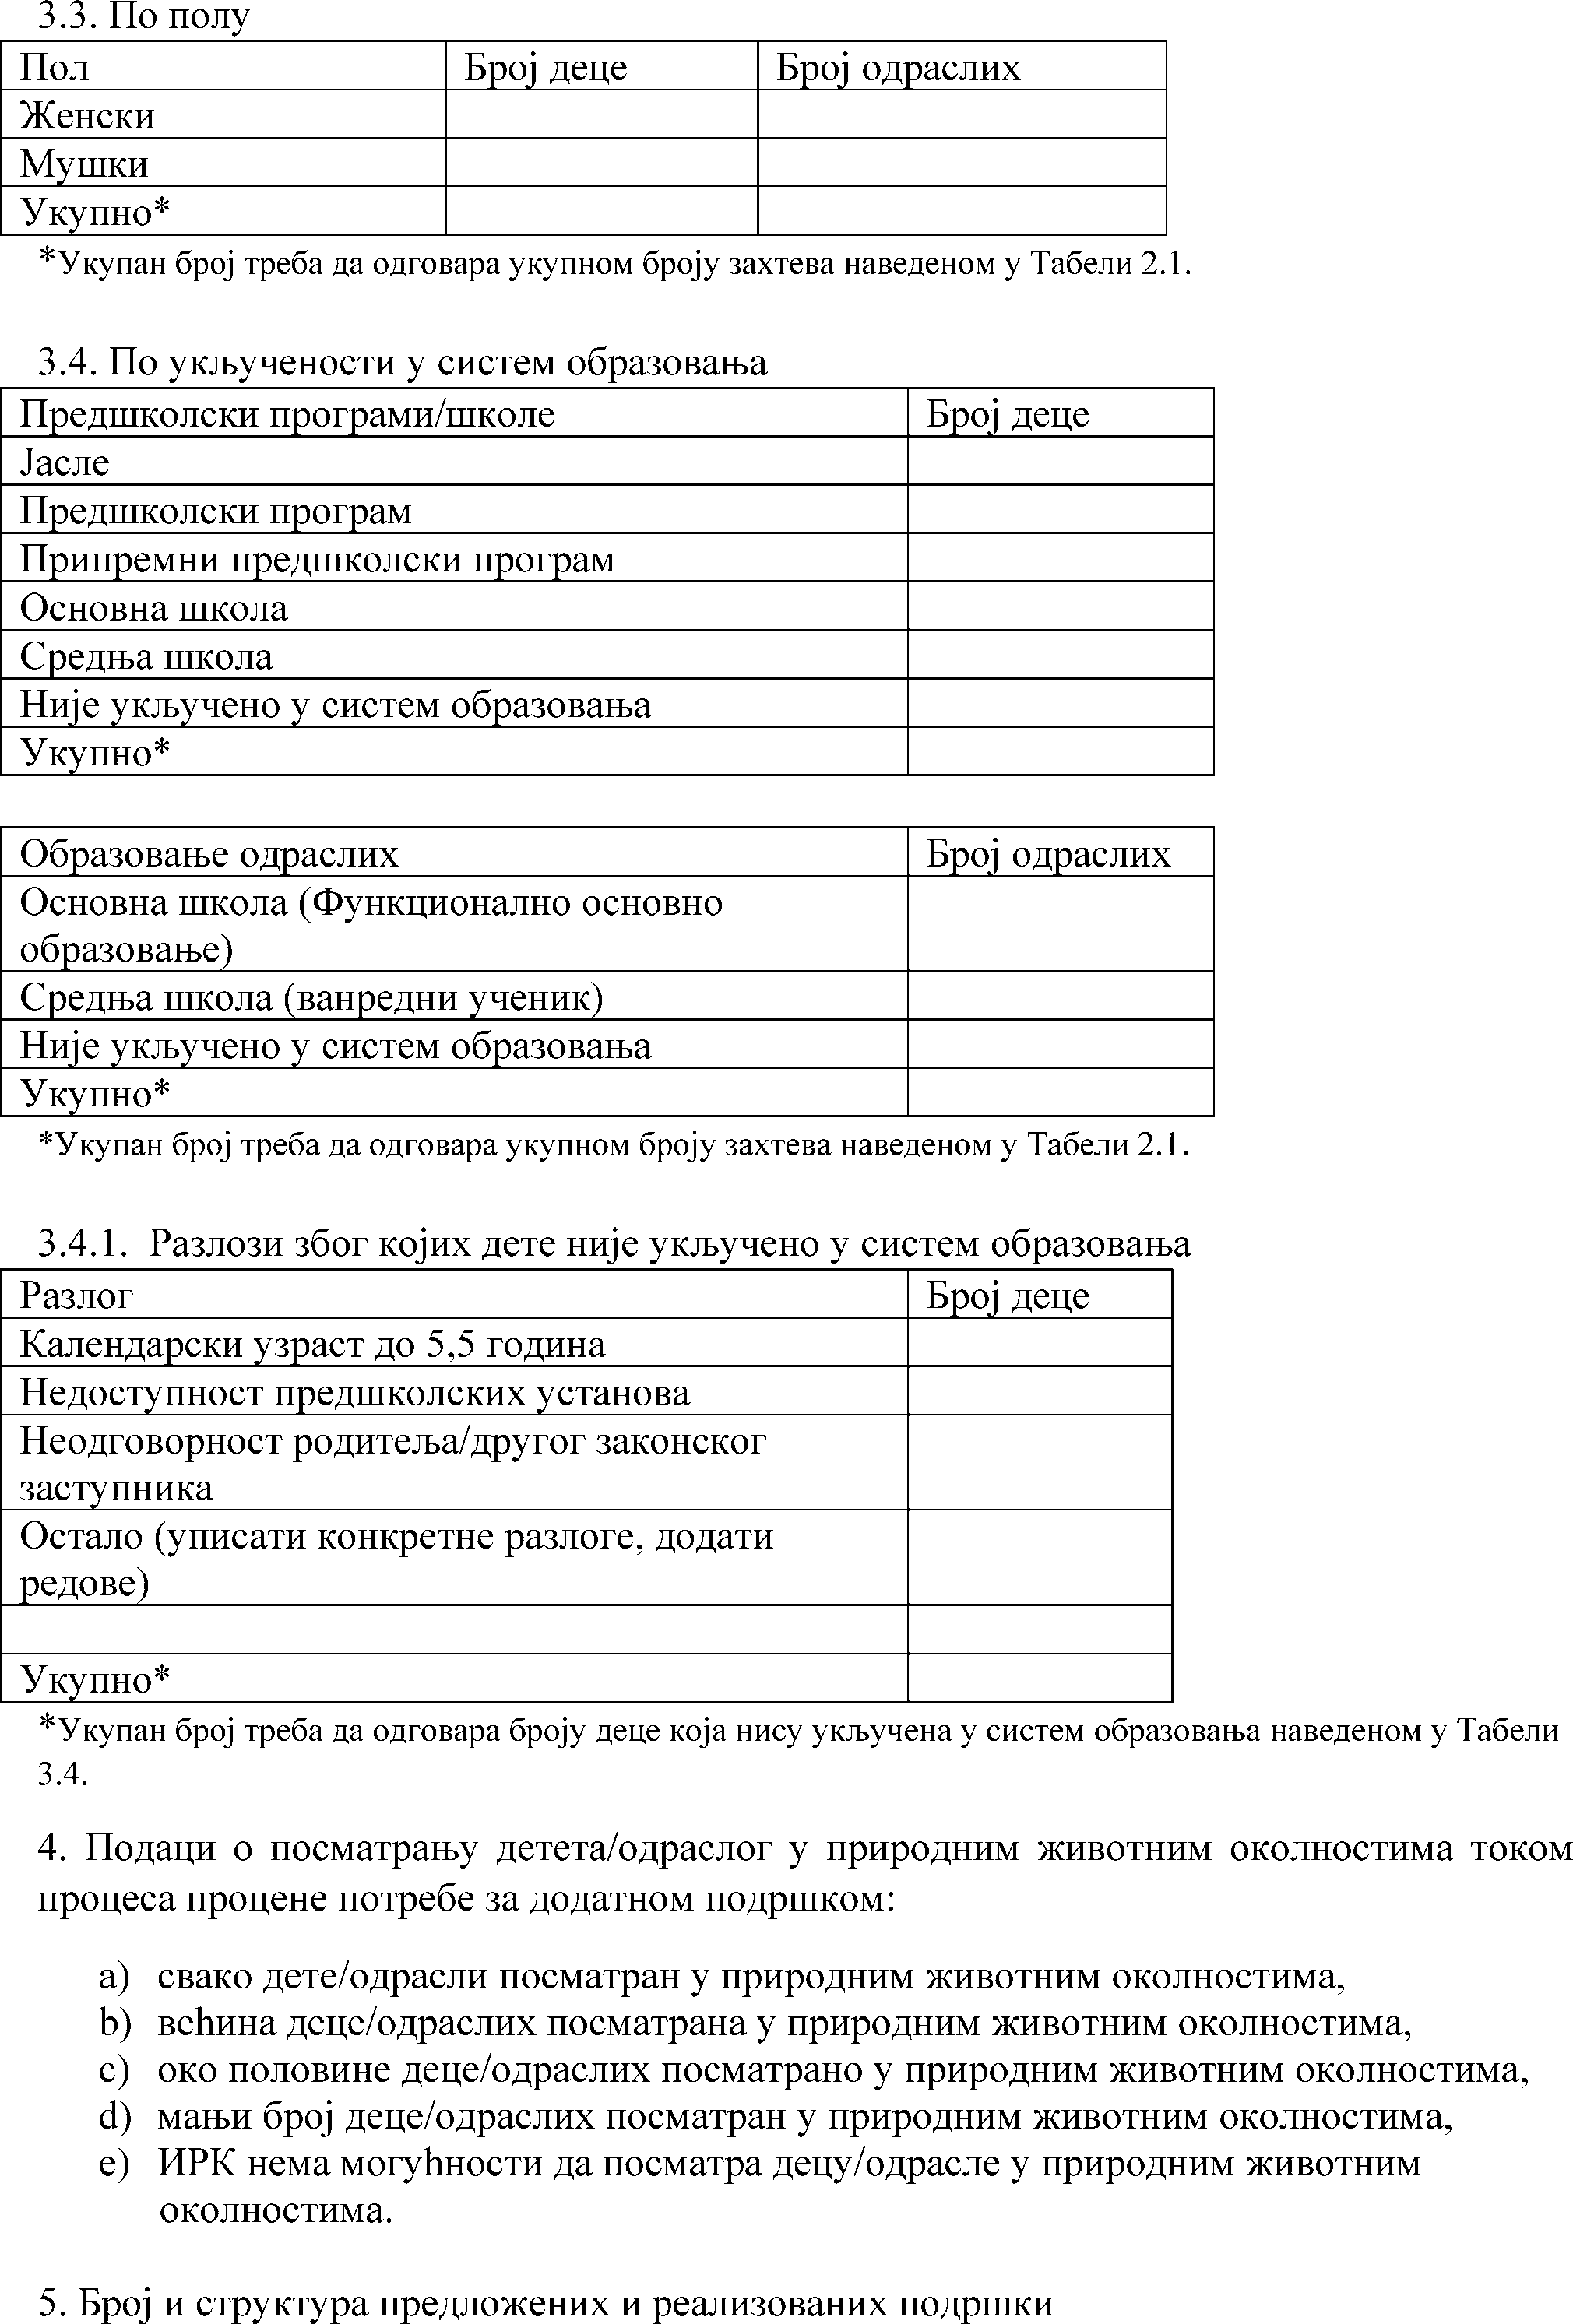 3.3. По полу
Пол Број деце Број одраслих
Женски
Мушки
Укупно*
*Укупан број треба да одговара укупном броју захтева наведеном у Табели 2.1.
3.4. По укључености у систем образовања
Предшколски програми/школе Број деце
Јасле
Предшколски програм
Припремни предшколски програм
Основна школа
Средња школа
Није укључено у систем образовања
Укупно*
Образовање одраслих Број одраслих
Основна школа (Функционално основно
образовање)
Средња школа (ванредни ученик)
Није укључено у систем образовања
Укупно*
*Укупан број треба да одговара укупном броју захтева наведеном у Табели 2.1.
3.4.1. Разлози због којих дете није укључено у систем образовања
Разлог Број деце
Календарски узраст до 5,5 година
Недоступност предшколских установа
Неодговорност родитеља/другог законског
заступника
Остало (уписати конкретне разлоге, додати
редове)
Укупно*
*Укупан број треба да одговара броју деце која нису укључена у систем образовања наведеном у Табели
3.4.
4. Подаци о посматрању детета/одраслог у природним животним околностима током
процеса процене потребе за додатном подршком:
a) свако дете/одрасли посматран у природним животним околностима,
b) већина деце/одраслих посматрана у природним животним околностима,
c) око половине деце/одраслих посматрано у природним животним околностима,
d) мањи број деце/одраслих посматран у природним животним околностима,
e) ИРК нема могућности да посматра децу/одрасле у природним животним
околностима.
5. Број и структура предложених и реализованих подршки